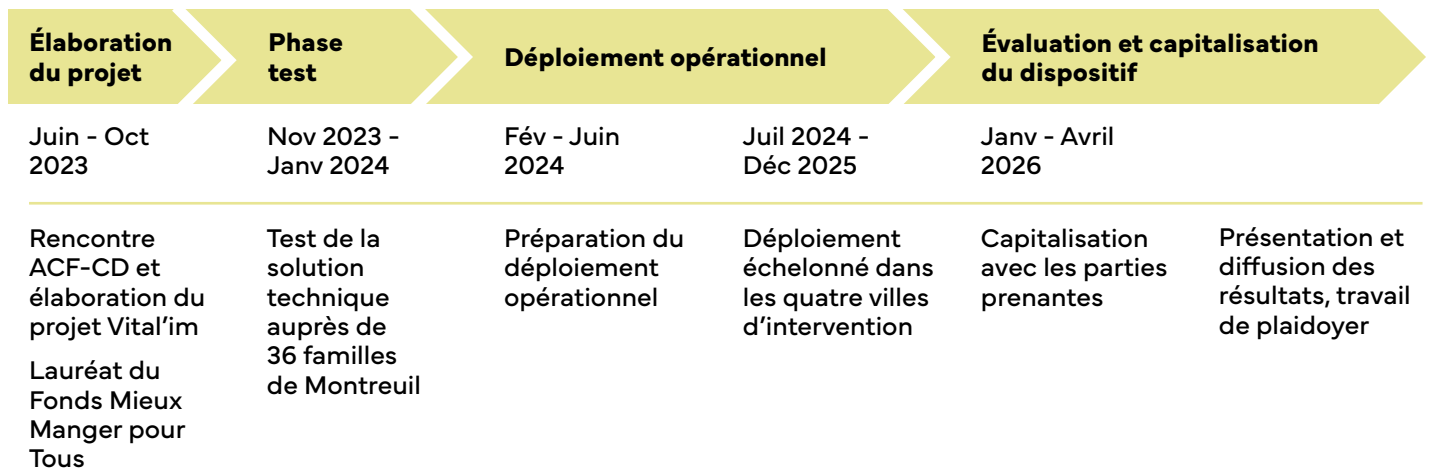 Élaboration
du projet
Phase
test
Déploiement opérationnel
Évaluation et capitalisation
du dispositif
Juin - Oct
2023
Nov 2023 -
Janv 2024
Fév - Juin
2024
Juil 2024 -
Déc 2025
Janv - Avril
2026
Rencontre
ACF-CD et
élaboration du
projet Vital’im
Lauréat du
Fonds Mieux
Manger pour
Tous
Test de la
solution
technique
auprès de
36 familles
de Montreuil
Préparation du
déploiement
opérationnel
Déploiement
échelonné dans
les quatre villes
d’intervention
Capitalisation
avec les parties
prenantes
Présentation et
diffusion des
résultats, travail
de plaidoyer